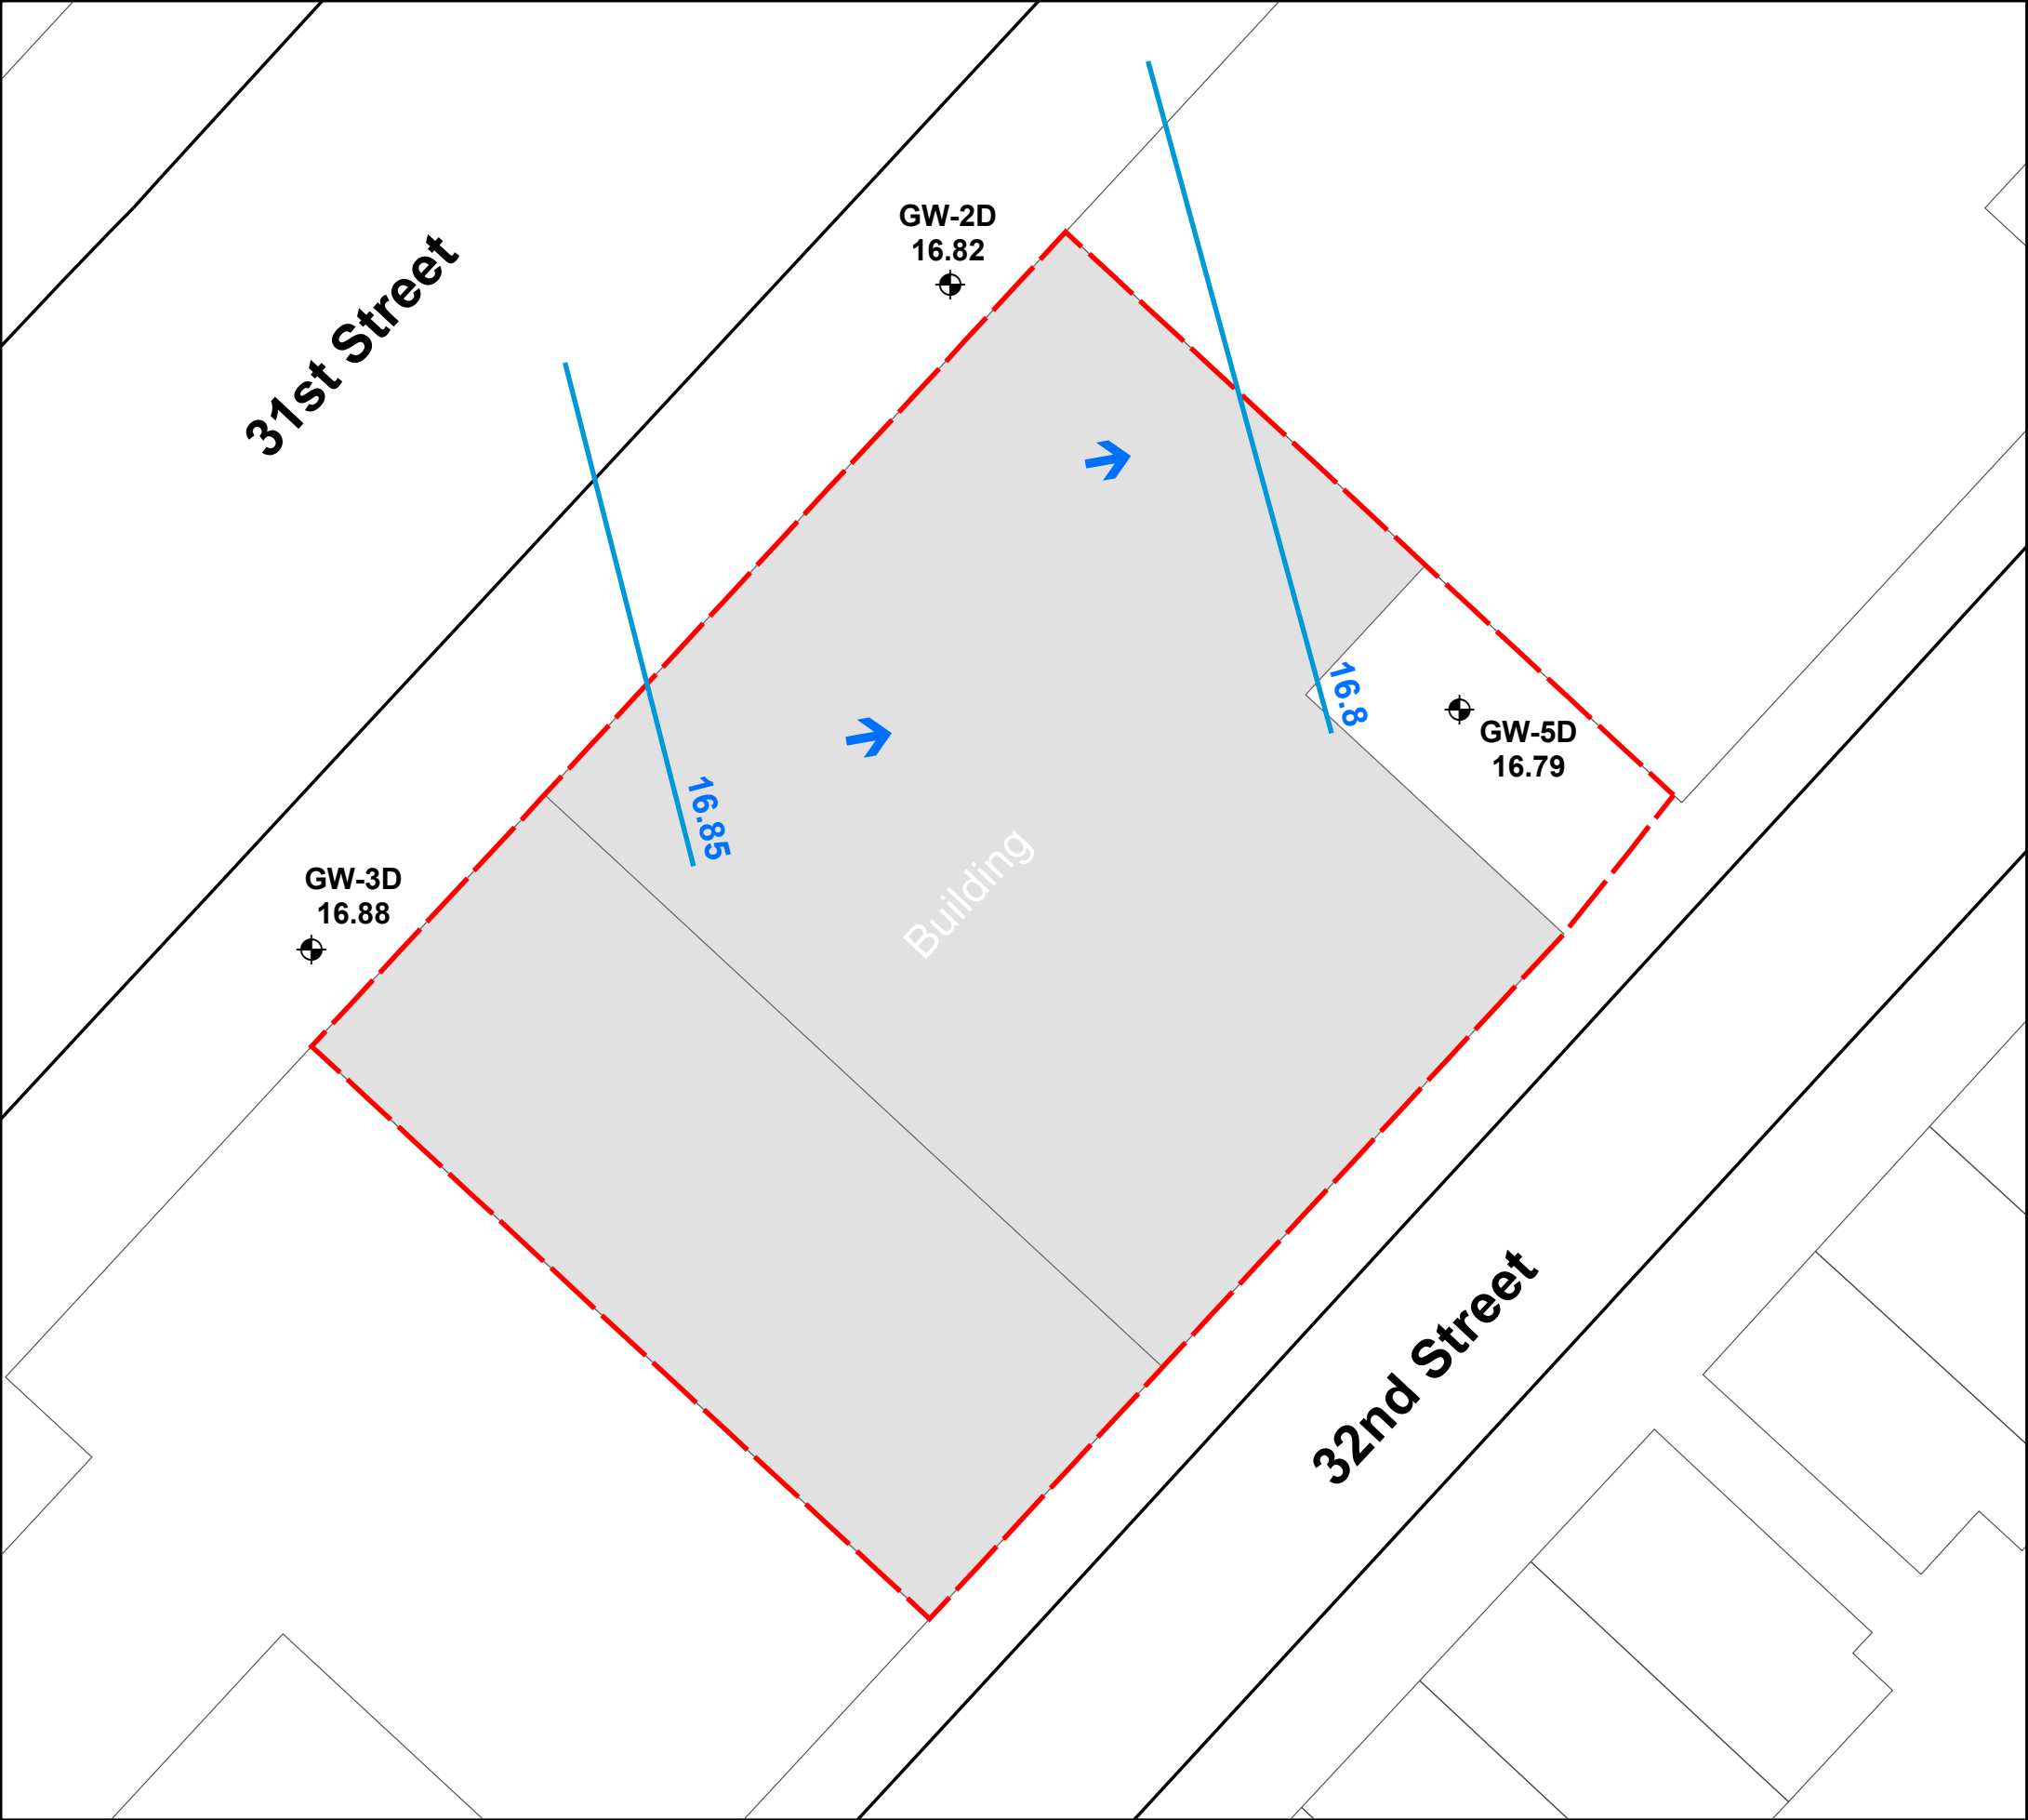 GW-2D
16.82
31st Street
16.8
GW-5D
16.79
16.85
Building
GW-3D
16.88
32nd Street